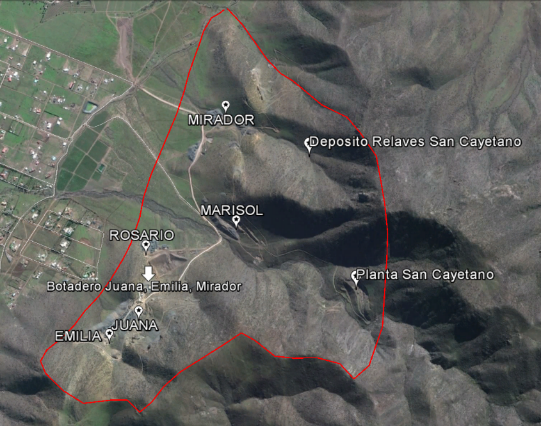 MIRADOR
Deposito Relaves San Cayetano
MARISOL
ROSARIO
Planta San Cayetano
Botadero Juana, Emilia, Mirador
JUANA
EMILIA